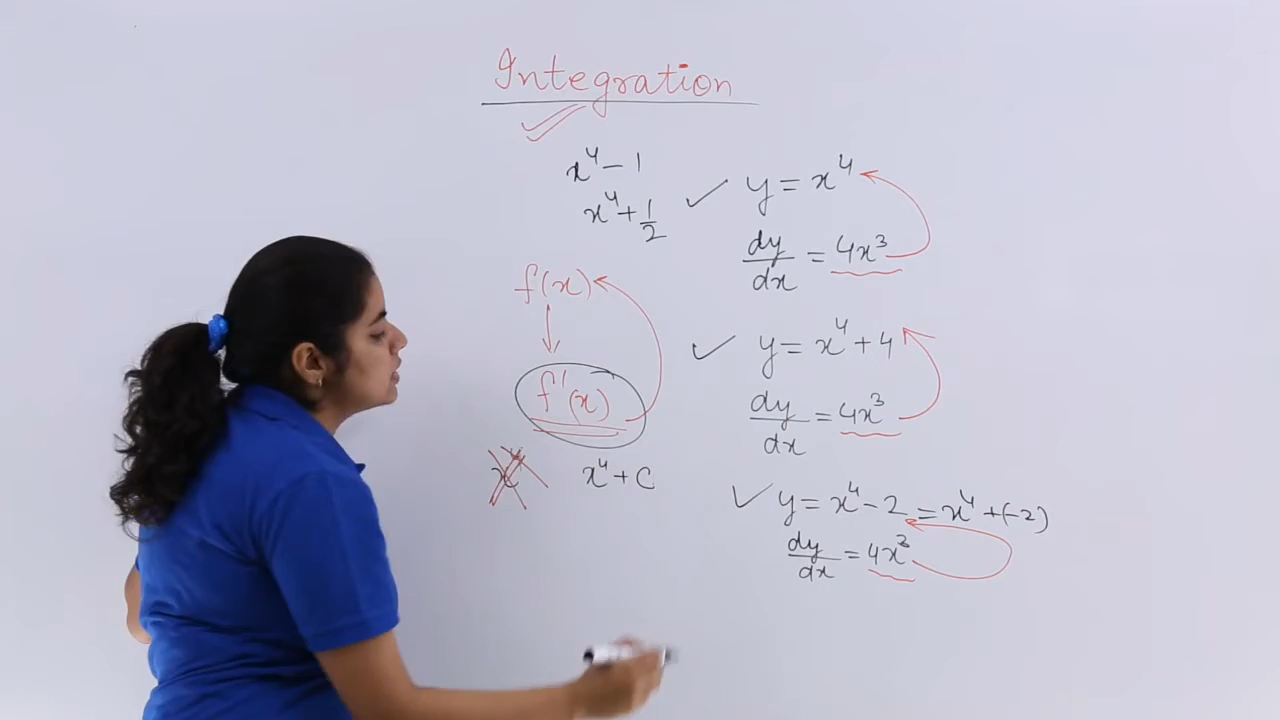 Integration
x⁴ - 1
x⁴ + 1/2
y = x⁴
dy/dx = 4x³
f(x)
f'(x)
x⁴ + C
y = x⁴ + 4
dy/dx = 4x³
y = x⁴ - 2 = x⁴ + (-2)
dy/dx = 4x³